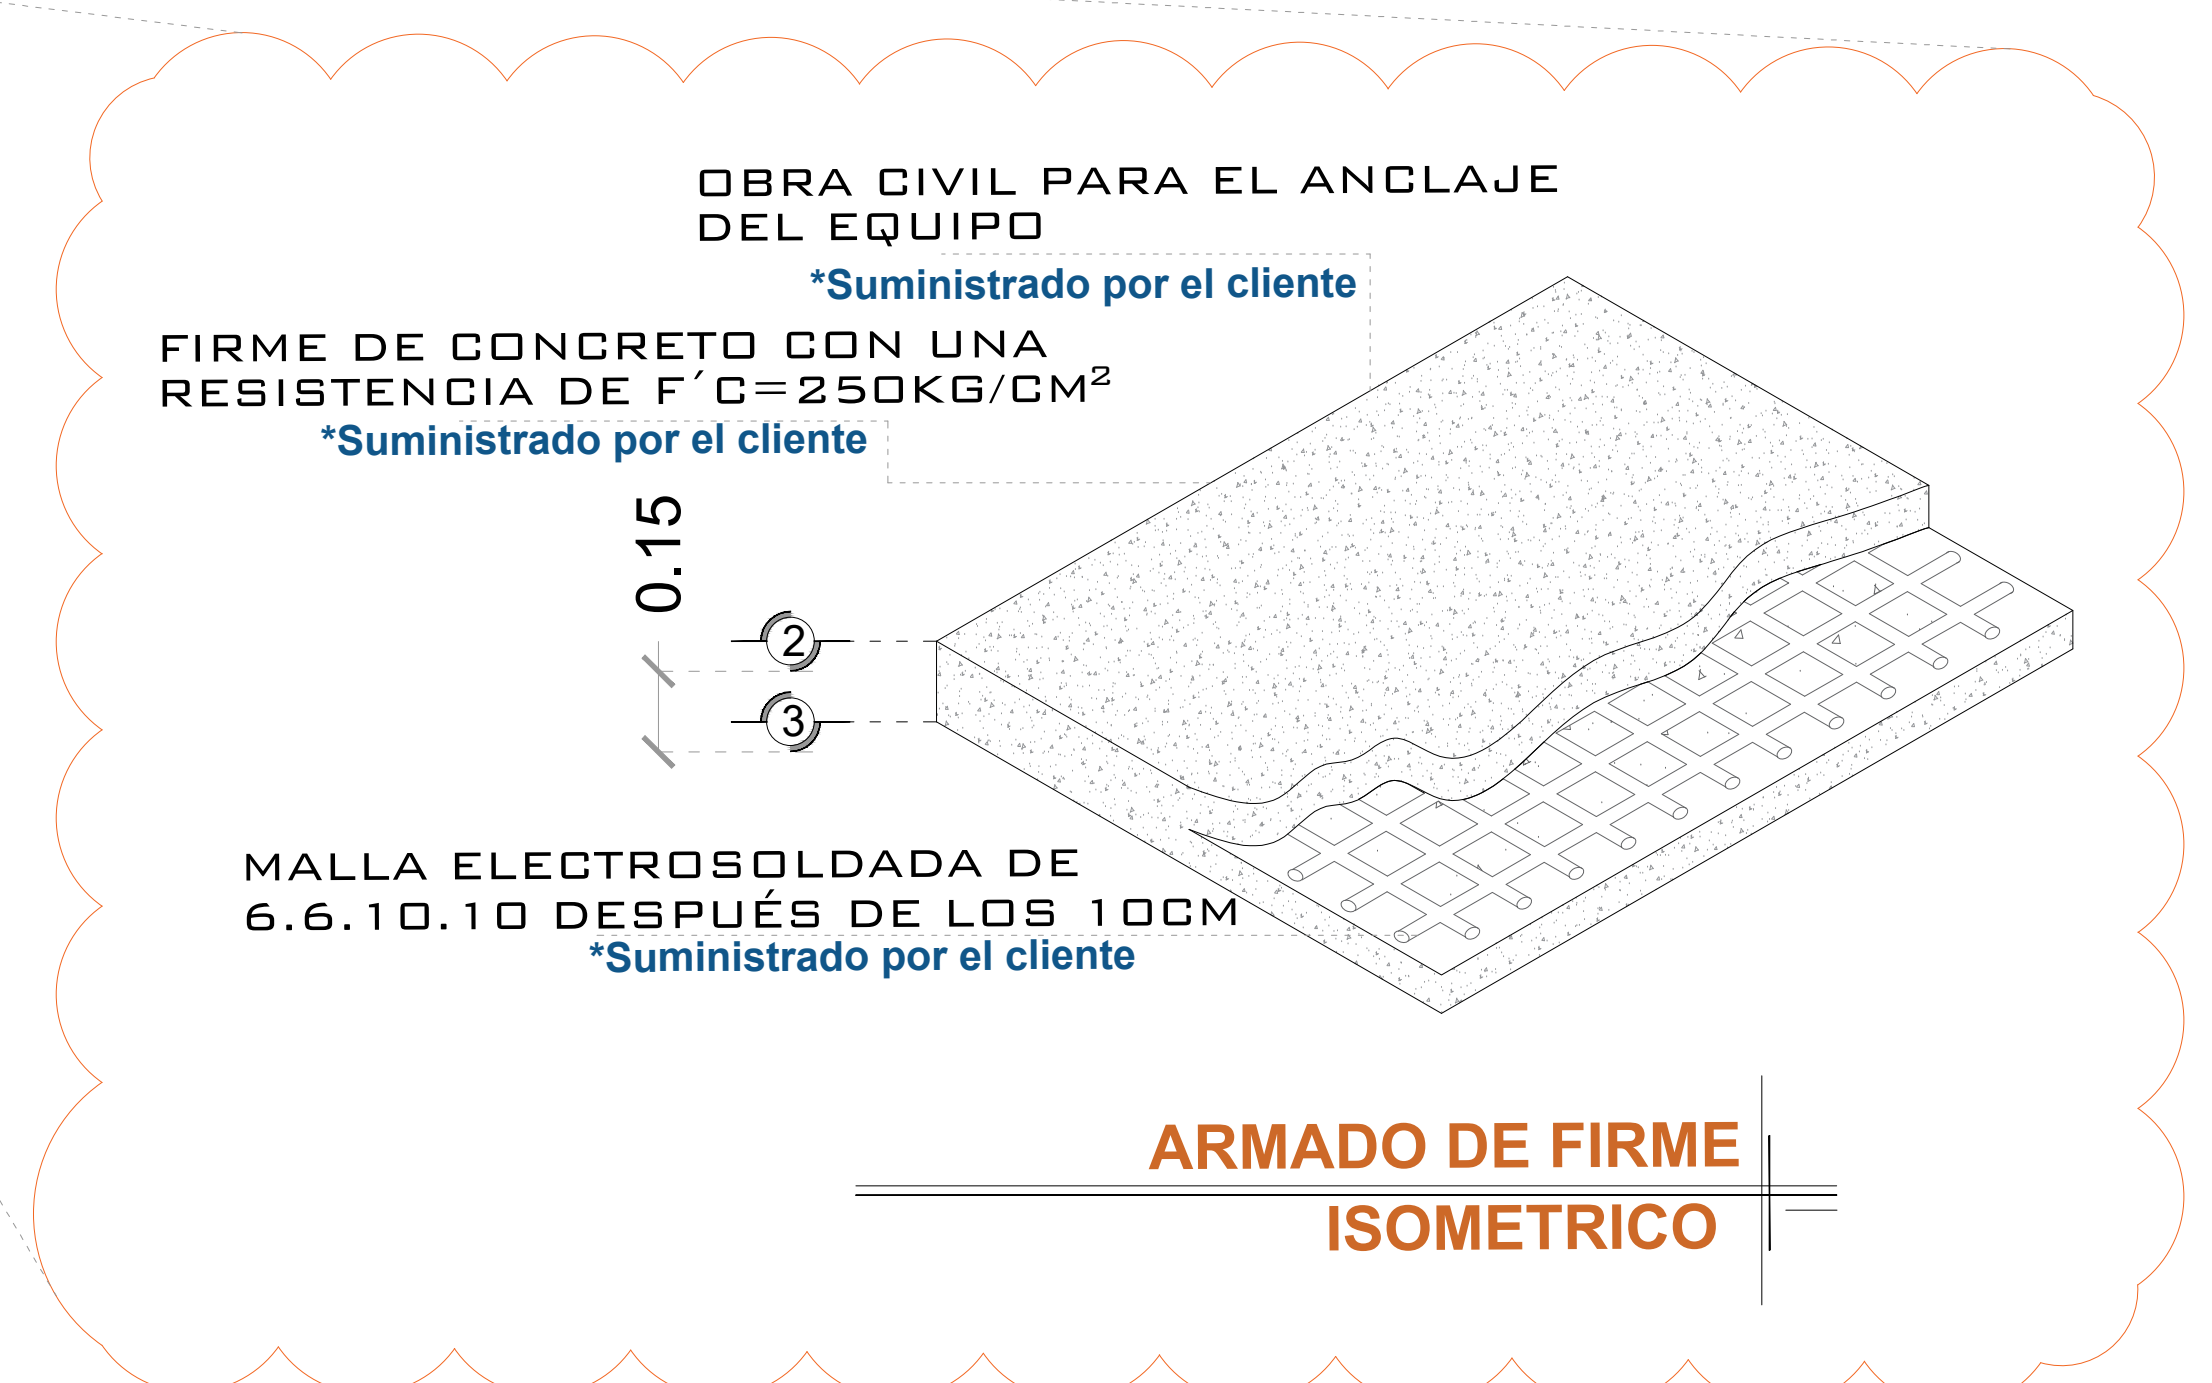 OBRA CIVIL PARA EL ANCLAJE
DEL EQUIPO
*Suministrado por el cliente
FIRME DE CONCRETO CON UNA
RESISTENCIA DE F´C=250KG/CM²
*Suministrado por el cliente
0.15
2
3
MALLA ELECTROSOLDADA DE
6.6.10.10 DESPUÉS DE LOS 10CM
*Suministrado por el cliente
ARMADO DE FIRME
ISOMETRICO